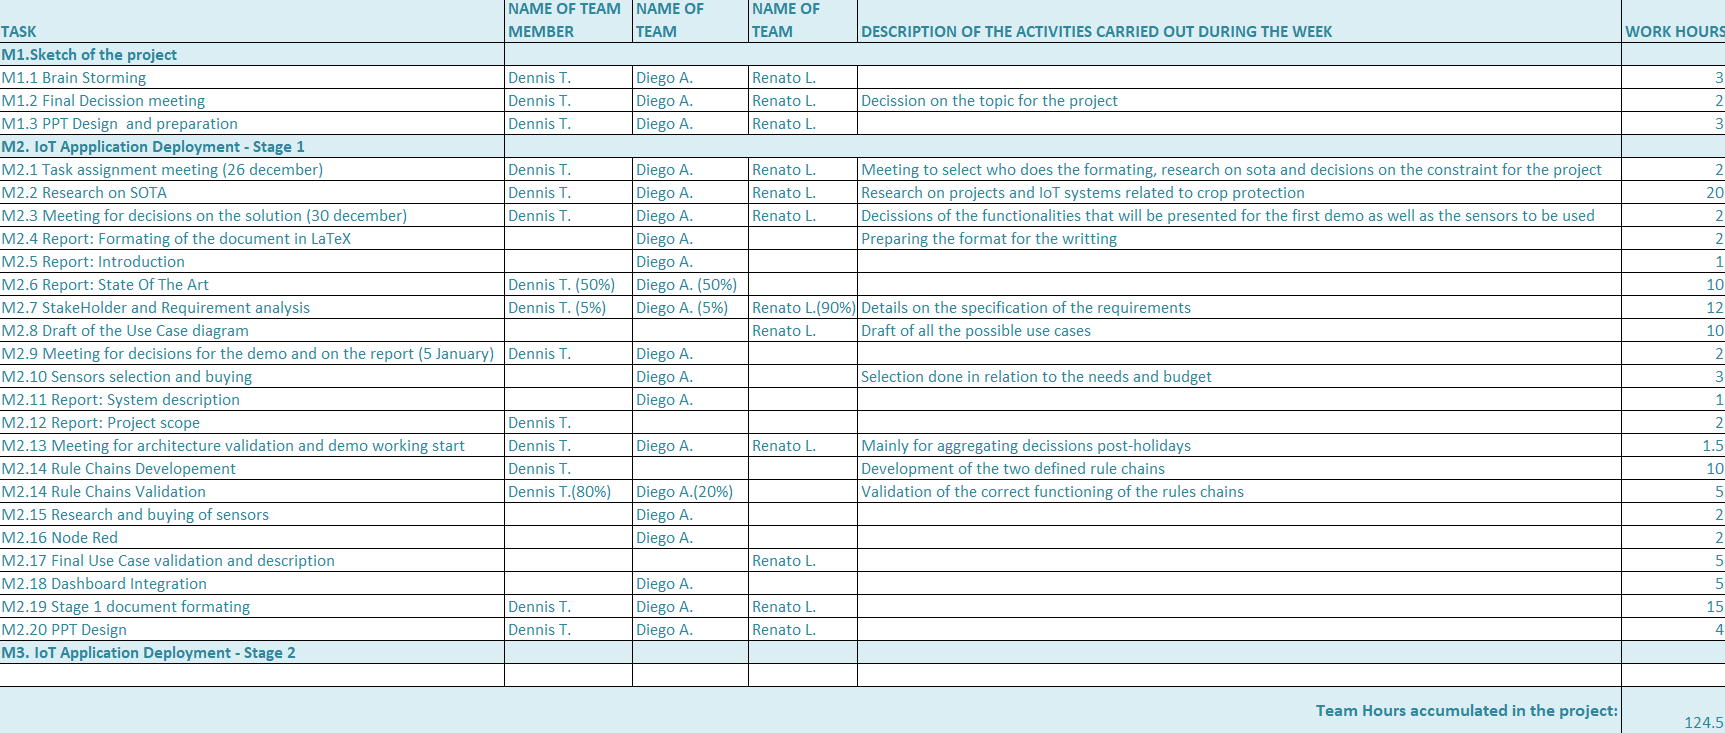 TASK NAME OF TEAM MEMBER NAME OF TEAM NAME OF TEAM DESCRIPTION OF THE ACTIVITIES CARRIED OUT DURING THE WEEK WORK HOURS
M1.Sketch of the project
M1.1 Brain Storming Dennis T. Diego A. Renato L. 3
M1.2 Final Decission meeting Dennis T. Diego A. Renato L. Decission on the topic for the project 2
M1.3 PPT Design and preparation Dennis T. Diego A. Renato L. 3
M2. IoT Appplication Deployment - Stage 1
M2.1 Task assignment meeting (26 december) Dennis T. Diego A. Renato L. Meeting to select who does the formating, research on sota and decisions on the constraint for the project 2
M2.2 Research on SOTA Dennis T. Diego A. Renato L. Research on projects and IoT systems related to crop protection 20
M2.3 Meeting for decisions on the solution (30 december) Dennis T. Diego A. Renato L. Decissions of the functionalities that will be presented for the first demo as well as the sensors to be used 2
M2.4 Report: Formating of the document in LaTeX Diego A. Preparing the format for the writting 2
M2.5 Report: Introduction Diego A. 1
M2.6 Report: State Of The Art Dennis T. (50%) Diego A. (50%) 10
M2.7 StakeHolder and Requirement analysis Dennis T. (5%) Diego A. (5%) Renato L.(90%) Details on the specification of the requirements 12
M2.8 Draft of the Use Case diagram Renato L. Draft of all the possible use cases 10
M2.9 Meeting for decisions for the demo and on the report (5 January) Dennis T. Diego A. 2
M2.10 Sensors selection and buying Diego A. Selection done in relation to the needs and budget 3
M2.11 Report: System description Diego A. 1
M2.12 Report: Project scope Dennis T. 2
M2.13 Meeting for architecture validation and demo working start Dennis T. Diego A. Renato L. Mainly for aggregating decissions post-holidays 1.5
M2.14 Rule Chains Developement Dennis T. Development of the two defined rule chains 10
M2.14 Rule Chains Validation Dennis T.(80%) Diego A.(20%) Validation of the correct functioning of the rules chains 5
M2.15 Research and buying of sensors Diego A. 2
M2.16 Node Red Diego A. 2
M2.17 Final Use Case validation and description Renato L. 5
M2.18 Dashboard Integration Diego A. 5
M2.19 Stage 1 document formating Dennis T. Diego A. Renato L. 15
M2.20 PPT Design Dennis T. Diego A. Renato L. 4
M3. IoT Application Deployment - Stage 2
Team Hours accumulated in the project: 124.5